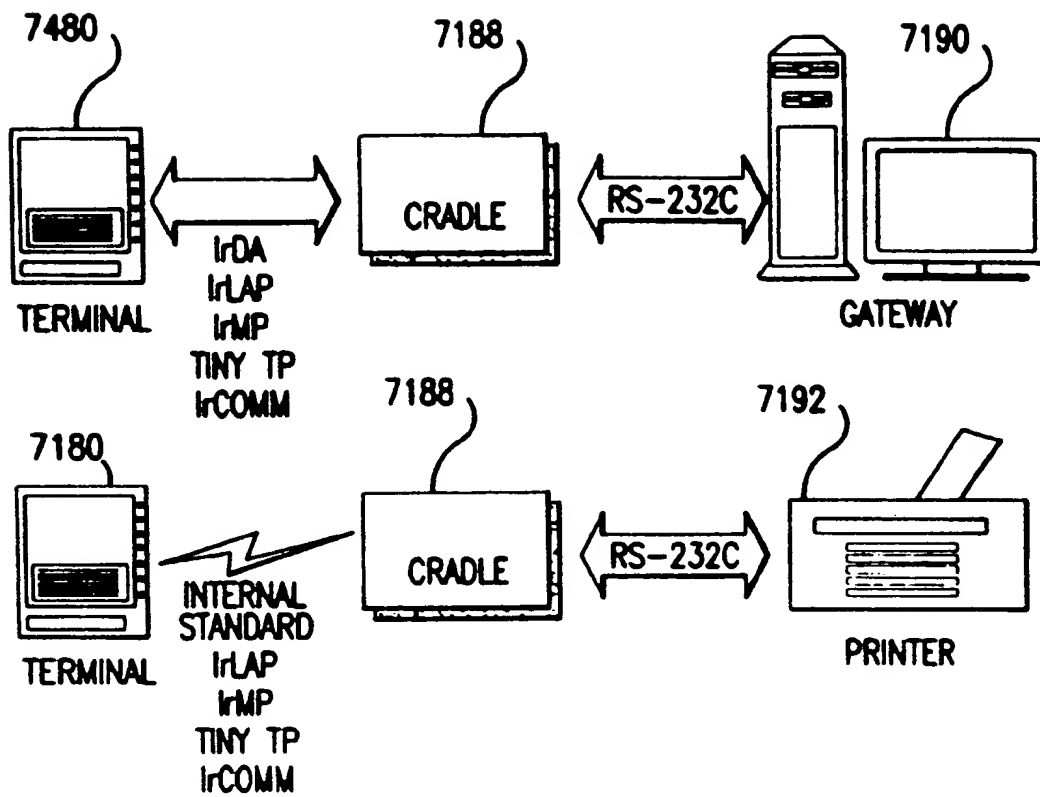 7480
7188
7190
CRADLE
RS-232C
IrDA
IrLAP
IrMP
TINY TP
IrCOMM
TERMINAL
GATEWAY
7180
7188
7192
CRADLE
RS-232C
INTERNAL
STANDARD
IrLAP
IrMP
TINY TP
IrCOMM
TERMINAL
PRINTER